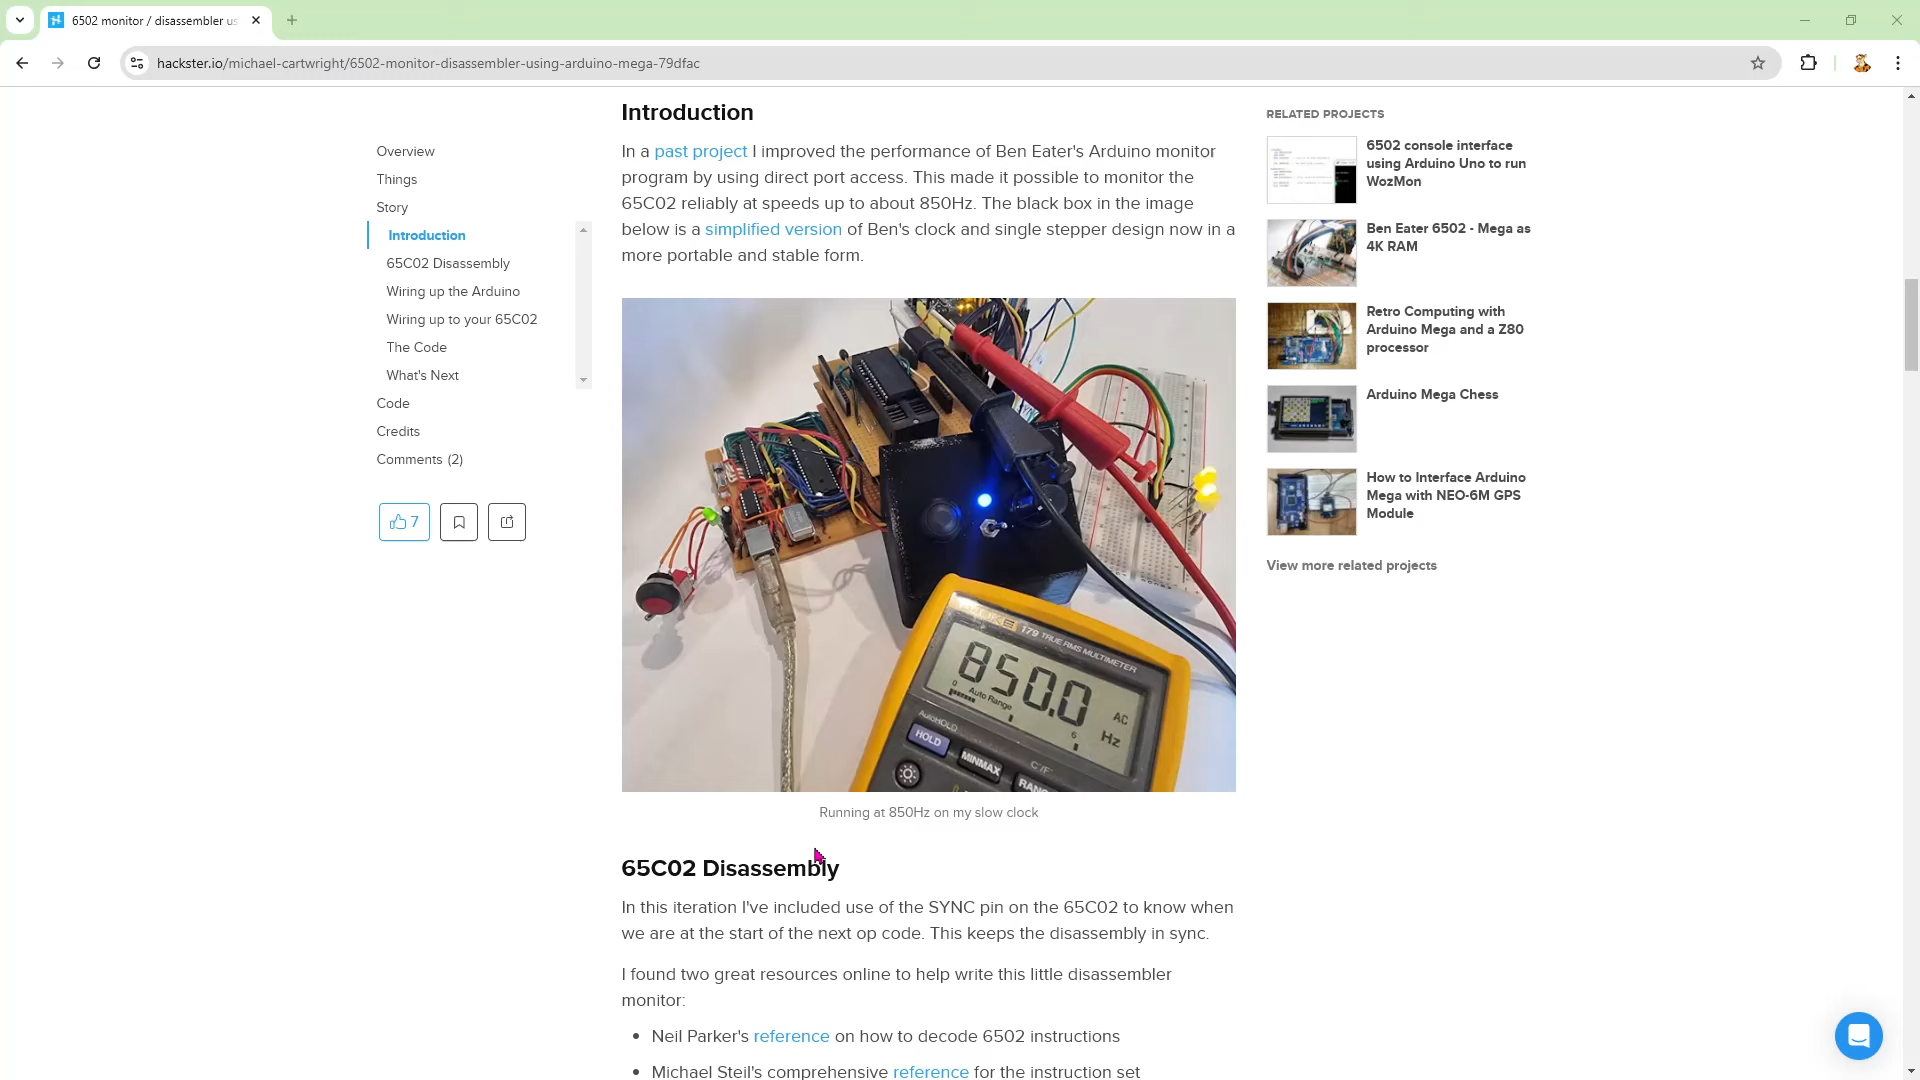 6502 monitor / disassembler us
hackster.io/michael-cartwright/6502-monitor-disassembler-using-arduino-mega-79dfac
Overview
Things
Story
Introduction
65C02 Disassembly
Wiring up the Arduino
Wiring up to your 65C02
The Code
What's Next
Code
Credits
Comments (2)
7
Introduction
In a past project I improved the performance of Ben Eater's Arduino monitor
program by using direct port access. This made it possible to monitor the
65C02 reliably at speeds up to about 850Hz. The black box in the image
below is a simplified version of Ben's clock and single stepper design now in a
more portable and stable form.
179 TRUE RMS MULTIMETER
850.0
AC
Hz
0
Auto Range
6
AutoHOLD
HOLD
MINMAX
RANG
Running at 850Hz on my slow clock
65C02 Disassembly
In this iteration I've included use of the SYNC pin on the 65C02 to know when
we are at the start of the next op code. This keeps the disassembly in sync.
I found two great resources online to help write this little disassembler
monitor:
• Neil Parker's reference on how to decode 6502 instructions
• Michael Steil's comprehensive reference for the instruction set
RELATED PROJECTS
6502 console interface
using Arduino Uno to run
WozMon
Ben Eater 6502 - Mega as
4K RAM
Retro Computing with
Arduino Mega and a Z80
processor
Arduino Mega Chess
How to Interface Arduino
Mega with NEO-6M GPS
Module
View more related projects